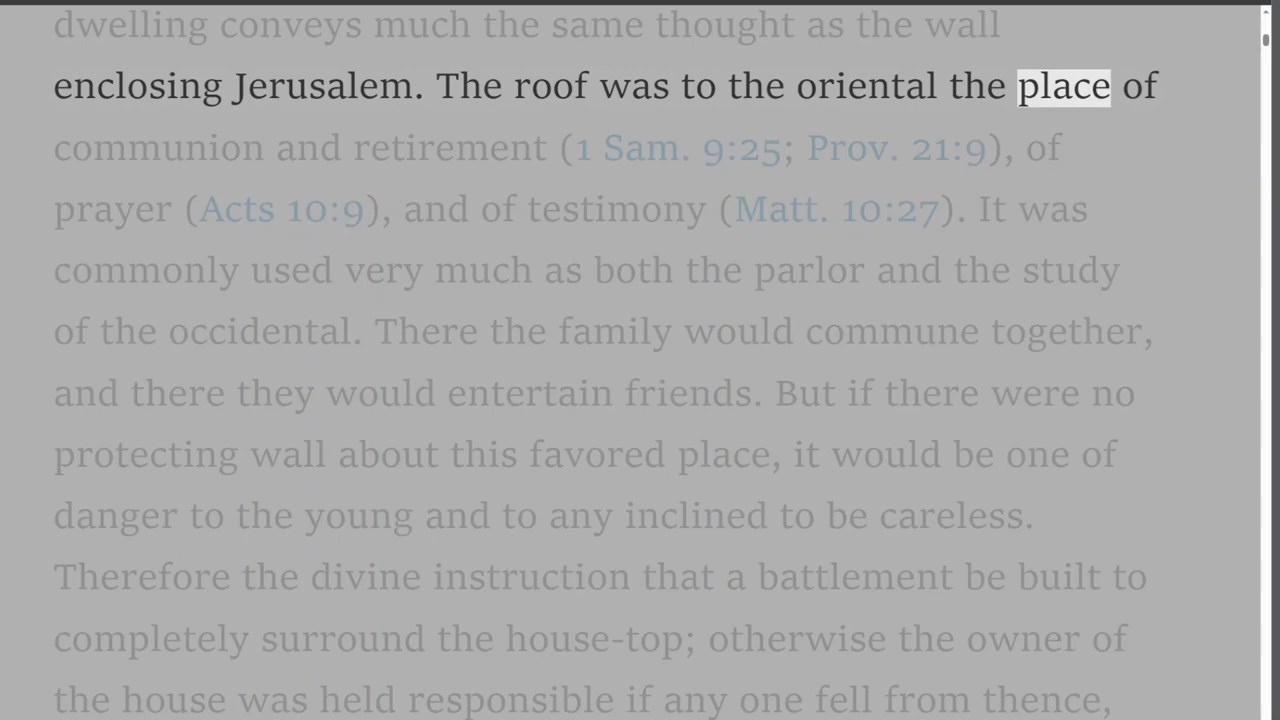 dwelling conveys much the same thought as the wall
enclosing Jerusalem. The roof was to the oriental the place of
communion and retirement (1 Sam. 9:25; Prov. 21:9), of
prayer (Acts 10:9), and of testimony (Matt. 10:27). It was
commonly used very much as both the parlor and the study
of the occidental. There the family would commune together,
and there they would entertain friends. But if there were no
protecting wall about this favored place, it would be one of
danger to the young and to any inclined to be careless.
Therefore the divine instruction that a battlement be built to
completely surround the house-top; otherwise the owner of
the house was held responsible if any one fell from thence,